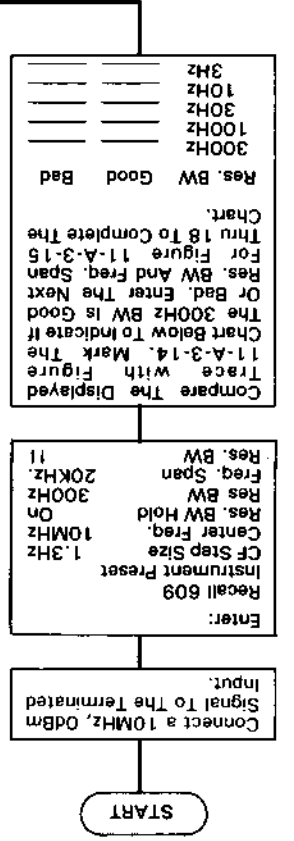 START
Connect a 10MHz, 0dBm
Signal To The Terminated
Input.
Enter:
Recall 609
Instrument Preset
CF Step Size 1.3Hz
Center Freq. 10MHz
Res. BW Hold On
Res BW 300Hz
Freq. Span 20KHz.
Res. BW
Compare The Displayed
Trace with Figure
11-A-3-14. Mark The
Chart Below To Indicate If
The 300Hz BW Is Good
Or Bad. Enter The Next
Res. BW And Freq. Span
For Figure 11-A-3-15
Thru 18 To Complete The
Chart.
Res. BW Good Bad
300Hz
100Hz
30Hz
10Hz
3Hz